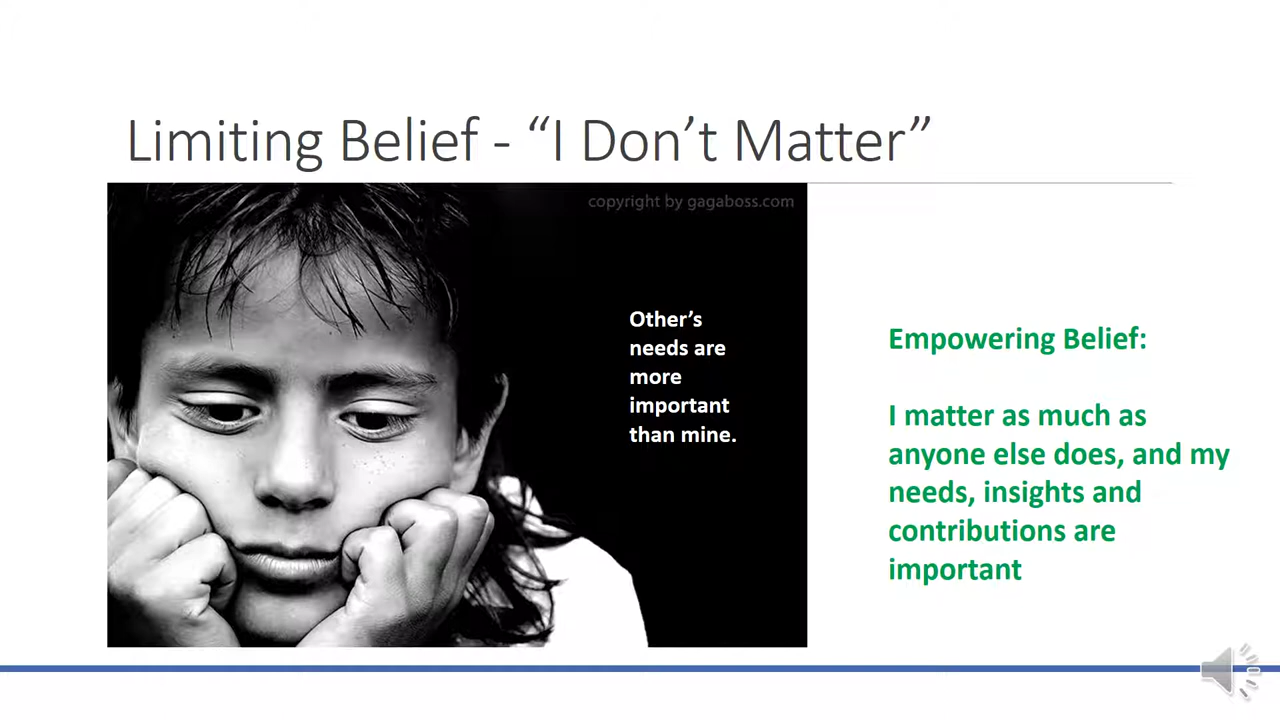 Limiting Belief - “I Don’t Matter”
copyright by gagaboss.com
Other’s
needs are
more
important
than mine.
Empowering Belief:
I matter as much as
anyone else does, and my
needs, insights and
contributions are
important